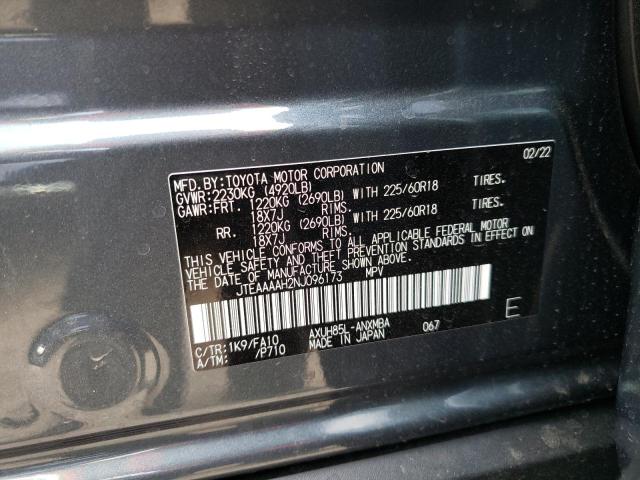 MFD.BY:TOYOTA MOTOR CORPORATION 02/22
GVWR:2230KG (4920LB)
GAWR:FRT. 1220KG (2690LB) WITH 225/60R18 TIRES.
18X7J RIMS.
RR. 1220KG (2690LB) WITH 225/60R18 TIRES.
18X7J RIMS.
THIS VEHICLE CONFORMS TO ALL APPLICABLE FEDERAL MOTOR
VEHICLE SAFETY AND THEFT PREVENTION STANDARDS IN EFFECT ON
THE DATE OF MANUFACTURE SHOWN ABOVE.
JTEAAAAH2NJ096173 MPV
C/TR:1K9/FA10 AXUH85L-ANXMBA 067 E
A/TM: /P710 MADE IN JAPAN